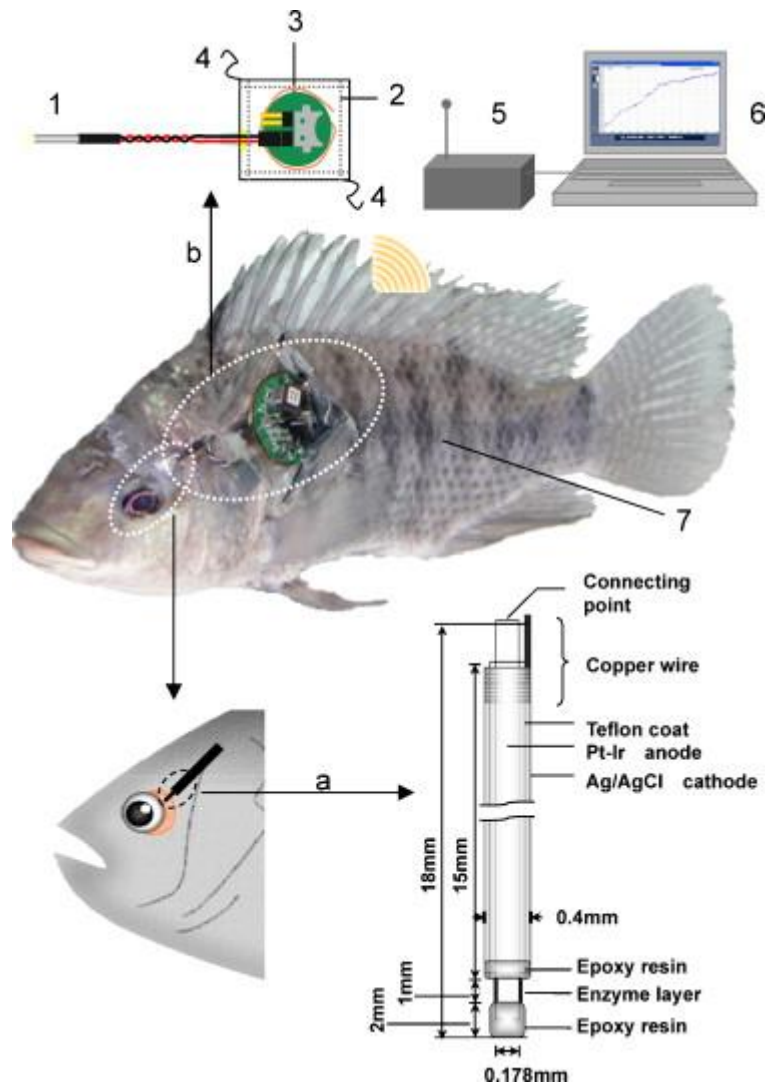 3
4
1
2
5
6
4
b
7
Connecting
point
Copper wire
Teflon coat
Pt-Ir anode
Ag/AgCl cathode
a
18mm
15mm
0.4mm
Epoxy resin
1mm
Enzyme layer
2mm
Epoxy resin
0.178mm